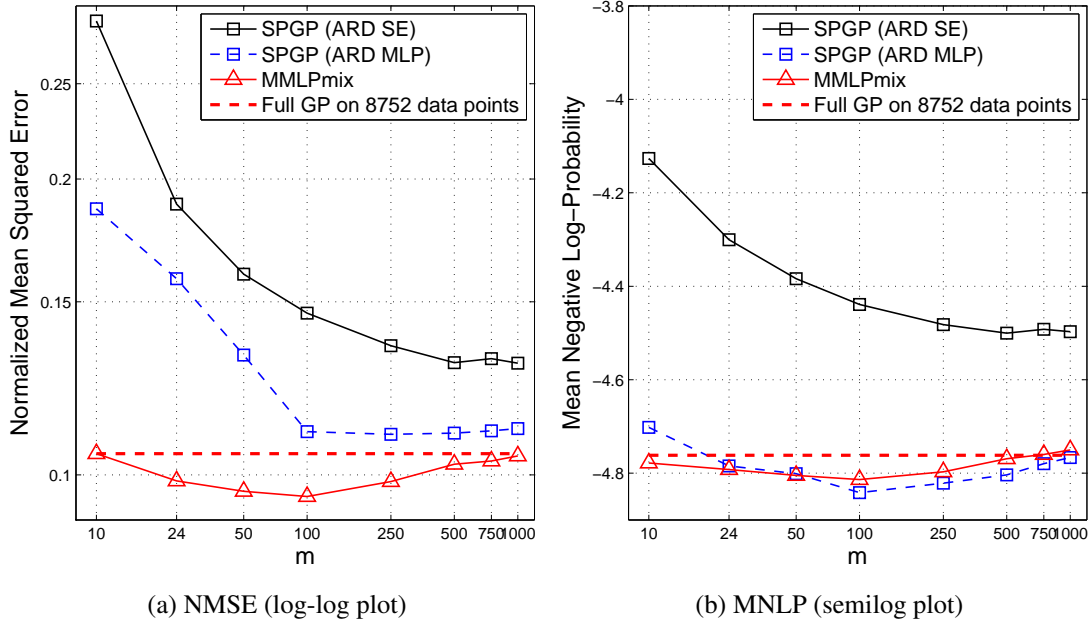 SPGP (ARD SE)
SPGP (ARD MLP)
MMLPmix
Full GP on 8752 data points
Normalized Mean Squared Error
0.25
0.2
0.15
0.1
10 24 50 100 250 500 750 1000
m
(a) NMSE (log-log plot)
SPGP (ARD SE)
SPGP (ARD MLP)
MMLPmix
Full GP on 8752 data points
Mean Negative Log−Probability
−3.8
−4
−4.2
−4.4
−4.6
−4.8
10 24 50 100 250 500 750 1000
m
(b) MNLP (semilog plot)